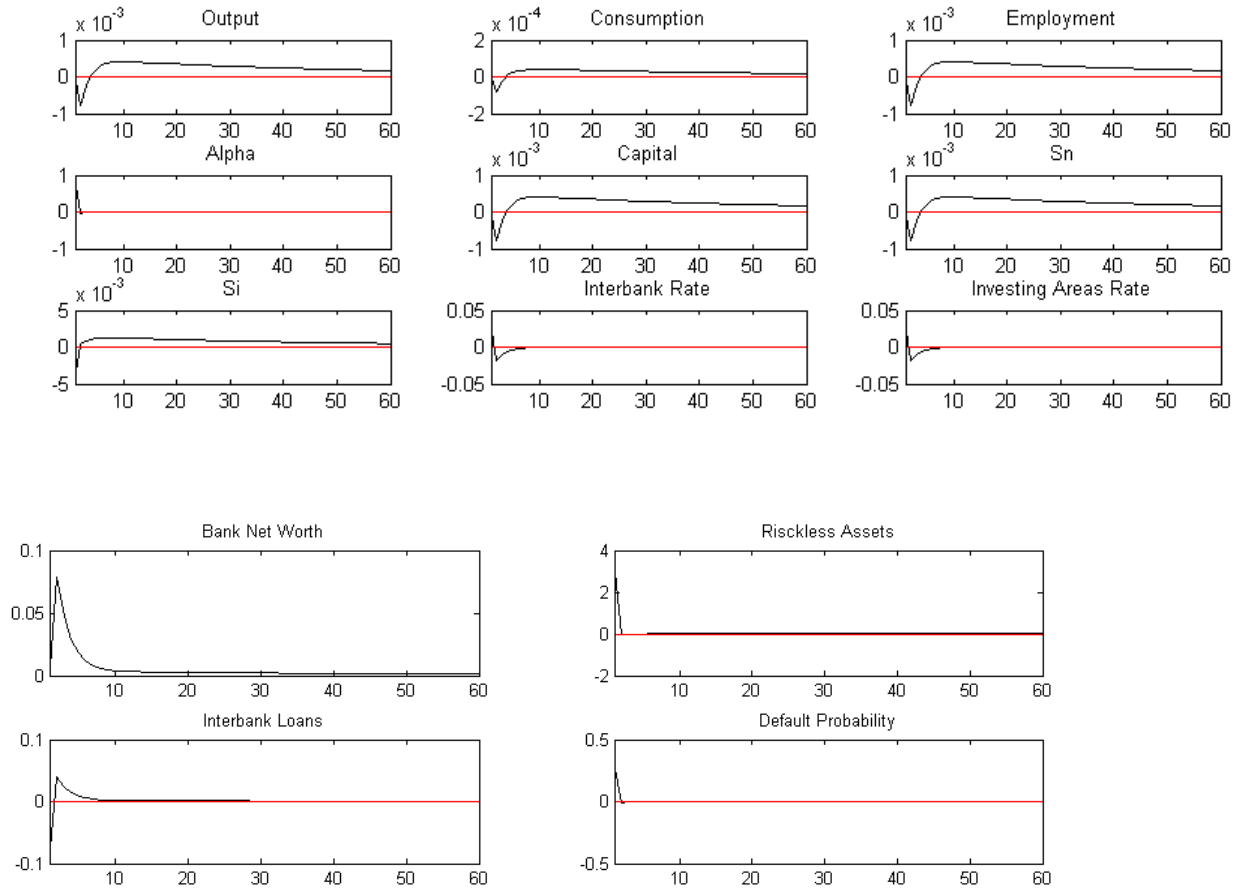 Output
x 10^-3
1
0
-1
10 20 30 40 50 60
Consumption
x 10^-4
2
0
-2
10 20 30 40 50 60
Employment
x 10^-3
1
0
-1
10 20 30 40 50 60
Alpha
1
0
-1
10 20 30 40 50 60
Capital
x 10^-3
1
0
-1
10 20 30 40 50 60
Sn
x 10^-3
1
0
-1
10 20 30 40 50 60
Si
x 10^-3
5
0
-5
10 20 30 40 50 60
Interbank Rate
0.05
0
-0.05
10 20 30 40 50 60
Investing Areas Rate
0.05
0
-0.05
10 20 30 40 50 60
Bank Net Worth
0.1
0.05
0
10 20 30 40 50 60
Risckless Assets
4
2
0
-2
10 20 30 40 50 60
Interbank Loans
0.1
0
-0.1
10 20 30 40 50 60
Default Probability
0.5
0
-0.5
10 20 30 40 50 60